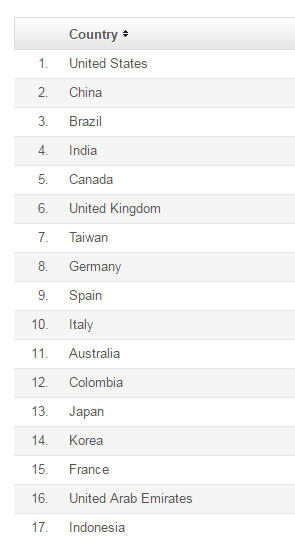 Country
1. United States
2. China
3. Brazil
4. India
5. Canada
6. United Kingdom
7. Taiwan
8. Germany
9. Spain
10. Italy
11. Australia
12. Colombia
13. Japan
14. Korea
15. France
16. United Arab Emirates
17. Indonesia